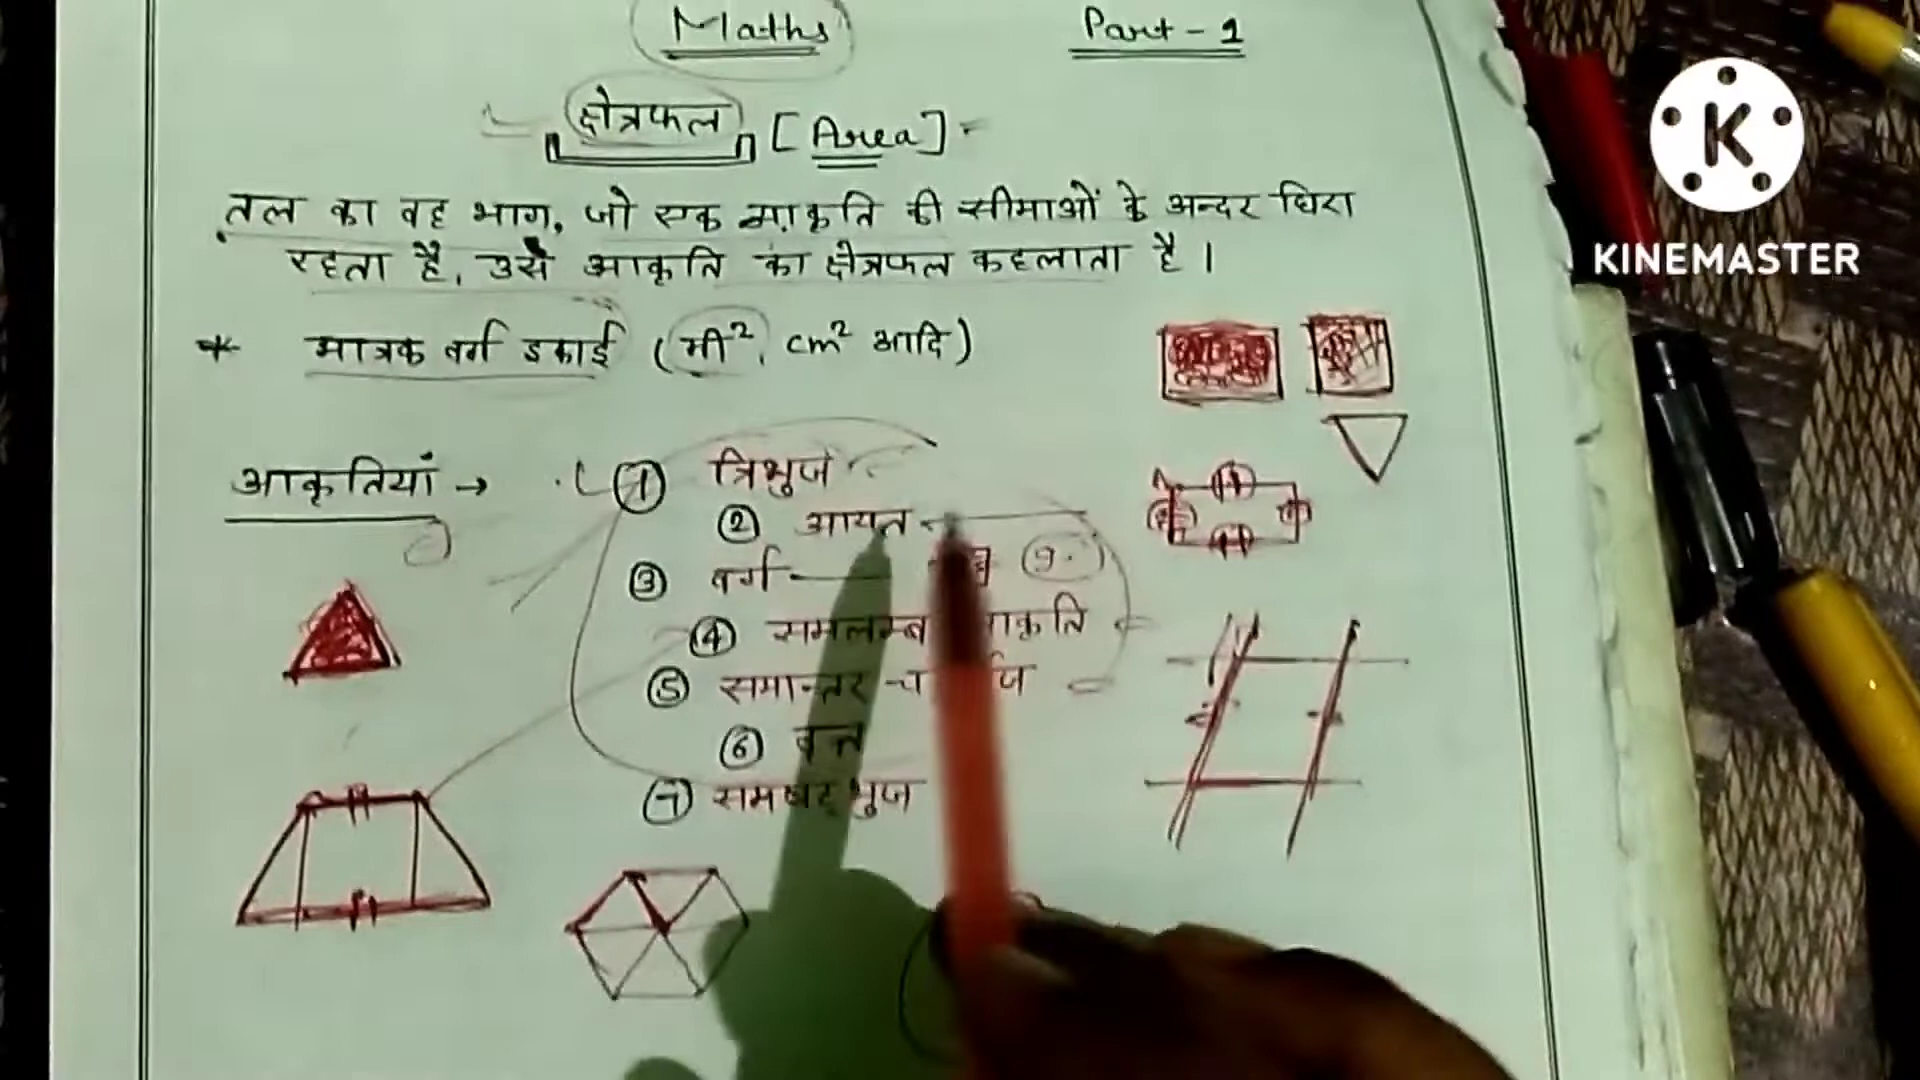 Maths
Part - 1
क्षेत्रफल [Area]
तल का वह भाग, जो एक आकृति की सीमाओं के अन्दर घिरा
रहता है, उसे आकृति का क्षेत्रफल कहलाता है ।
* मात्रक वर्ग इकाई (मी², cm² आदि)
आकृतियां →
① त्रिभुज
② आयत
③ वर्ग
④ समलम्ब
⑤ समान्तर
⑥ वृत्त
⑦ समषट्भुज
K
KINEMASTER